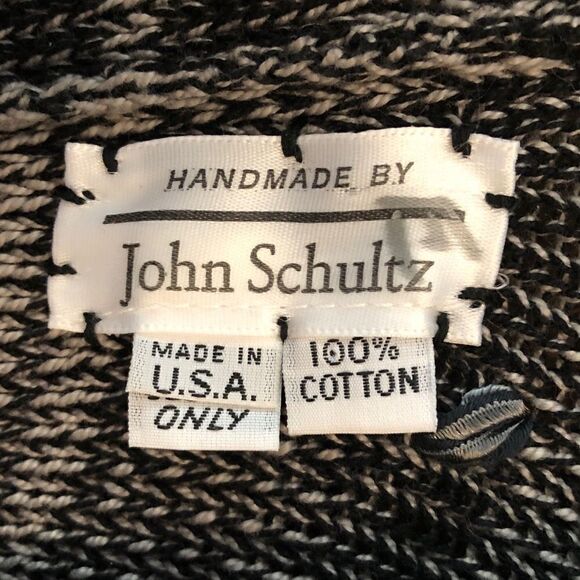 HANDMADE BY
John Schultz
MADE IN
U.S.A.
ONLY
100%
COTTON